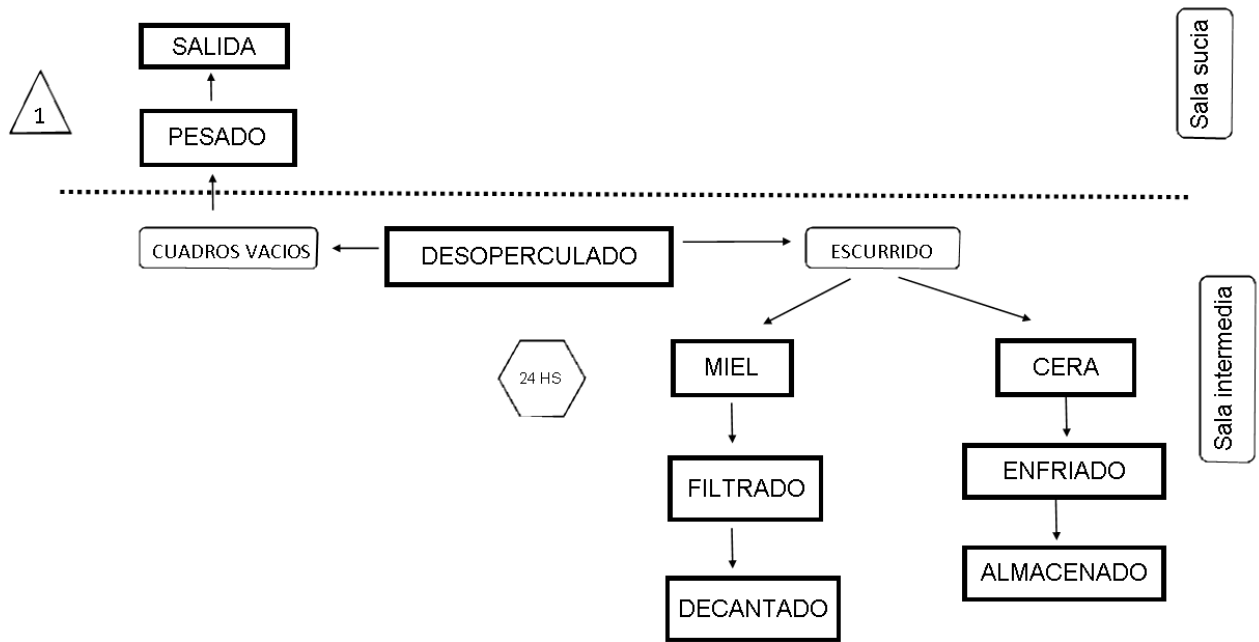 SALIDA
Sala sucia
1
PESADO
CUADROS VACIOS
DESOPERCULADO
ESCURRIDO
Sala intermedia
24 HS
MIEL
CERA
FILTRADO
ENFRIADO
DECANTADO
ALMACENADO